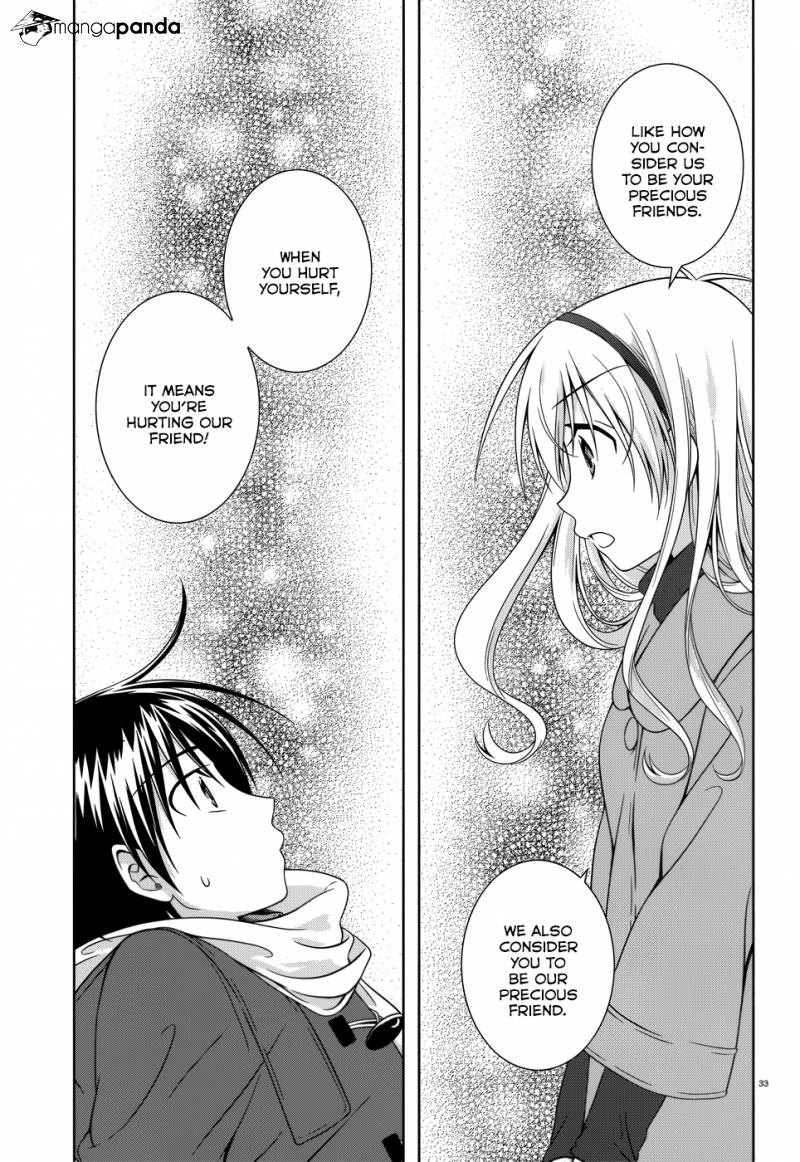 mangapanda
LIKE HOW
YOU CON-
SIDER US
TO BE YOUR
PRECIOUS
FRIENDS.
WE ALSO
CONSIDER
YOU TO
BE OUR
PRECIOUS
FRIEND.
WHEN
YOU HURT
YOURSELF,
IT MEANS
YOU'RE
HURTING OUR
FRIEND!
33